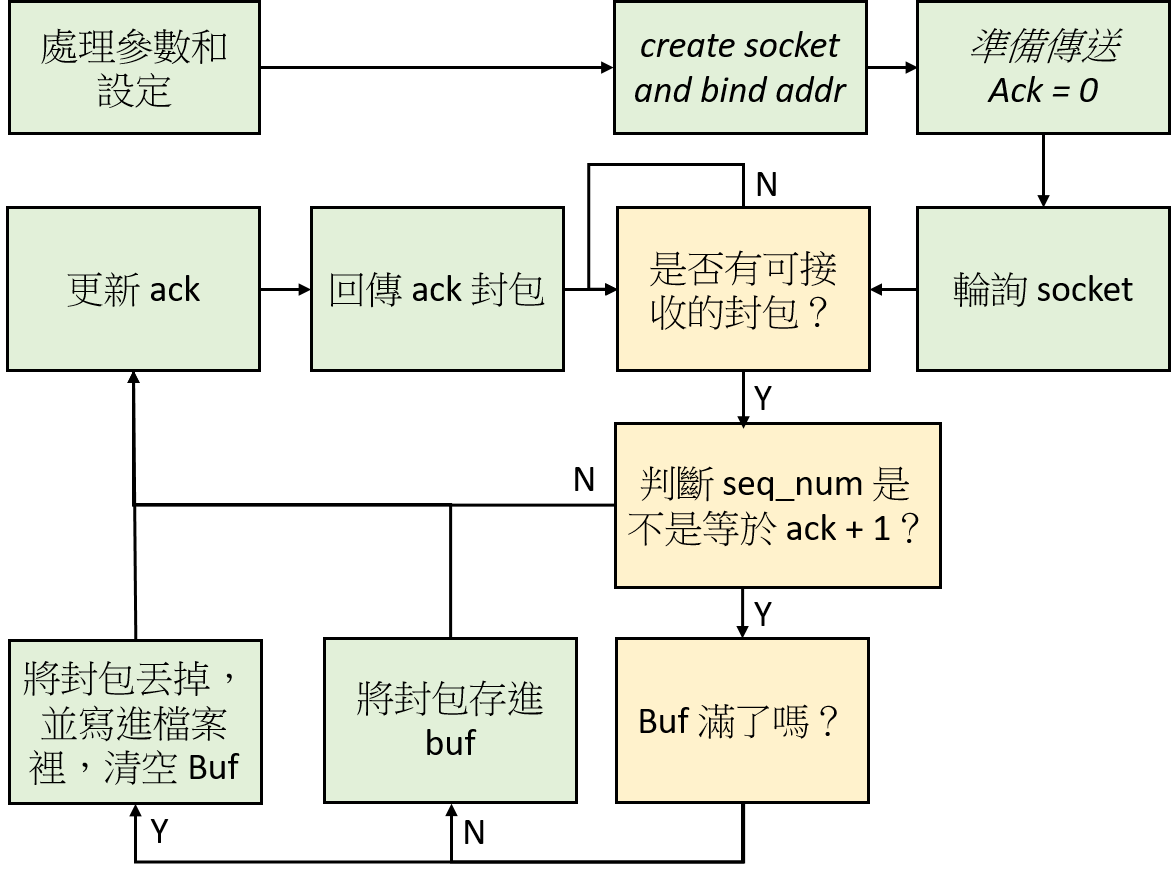 處理參數和
設定
create socket
and bind addr
準備傳送
Ack = 0
N
更新 ack
回傳 ack 封包
是否有可接
收的封包？
輪詢 socket
Y
N
判斷 seq_num 是
不是等於 ack + 1？
Y
將封包丟掉，
並寫進檔案
裡，清空 Buf
將封包存進
buf
Buf 滿了嗎？
Y
N